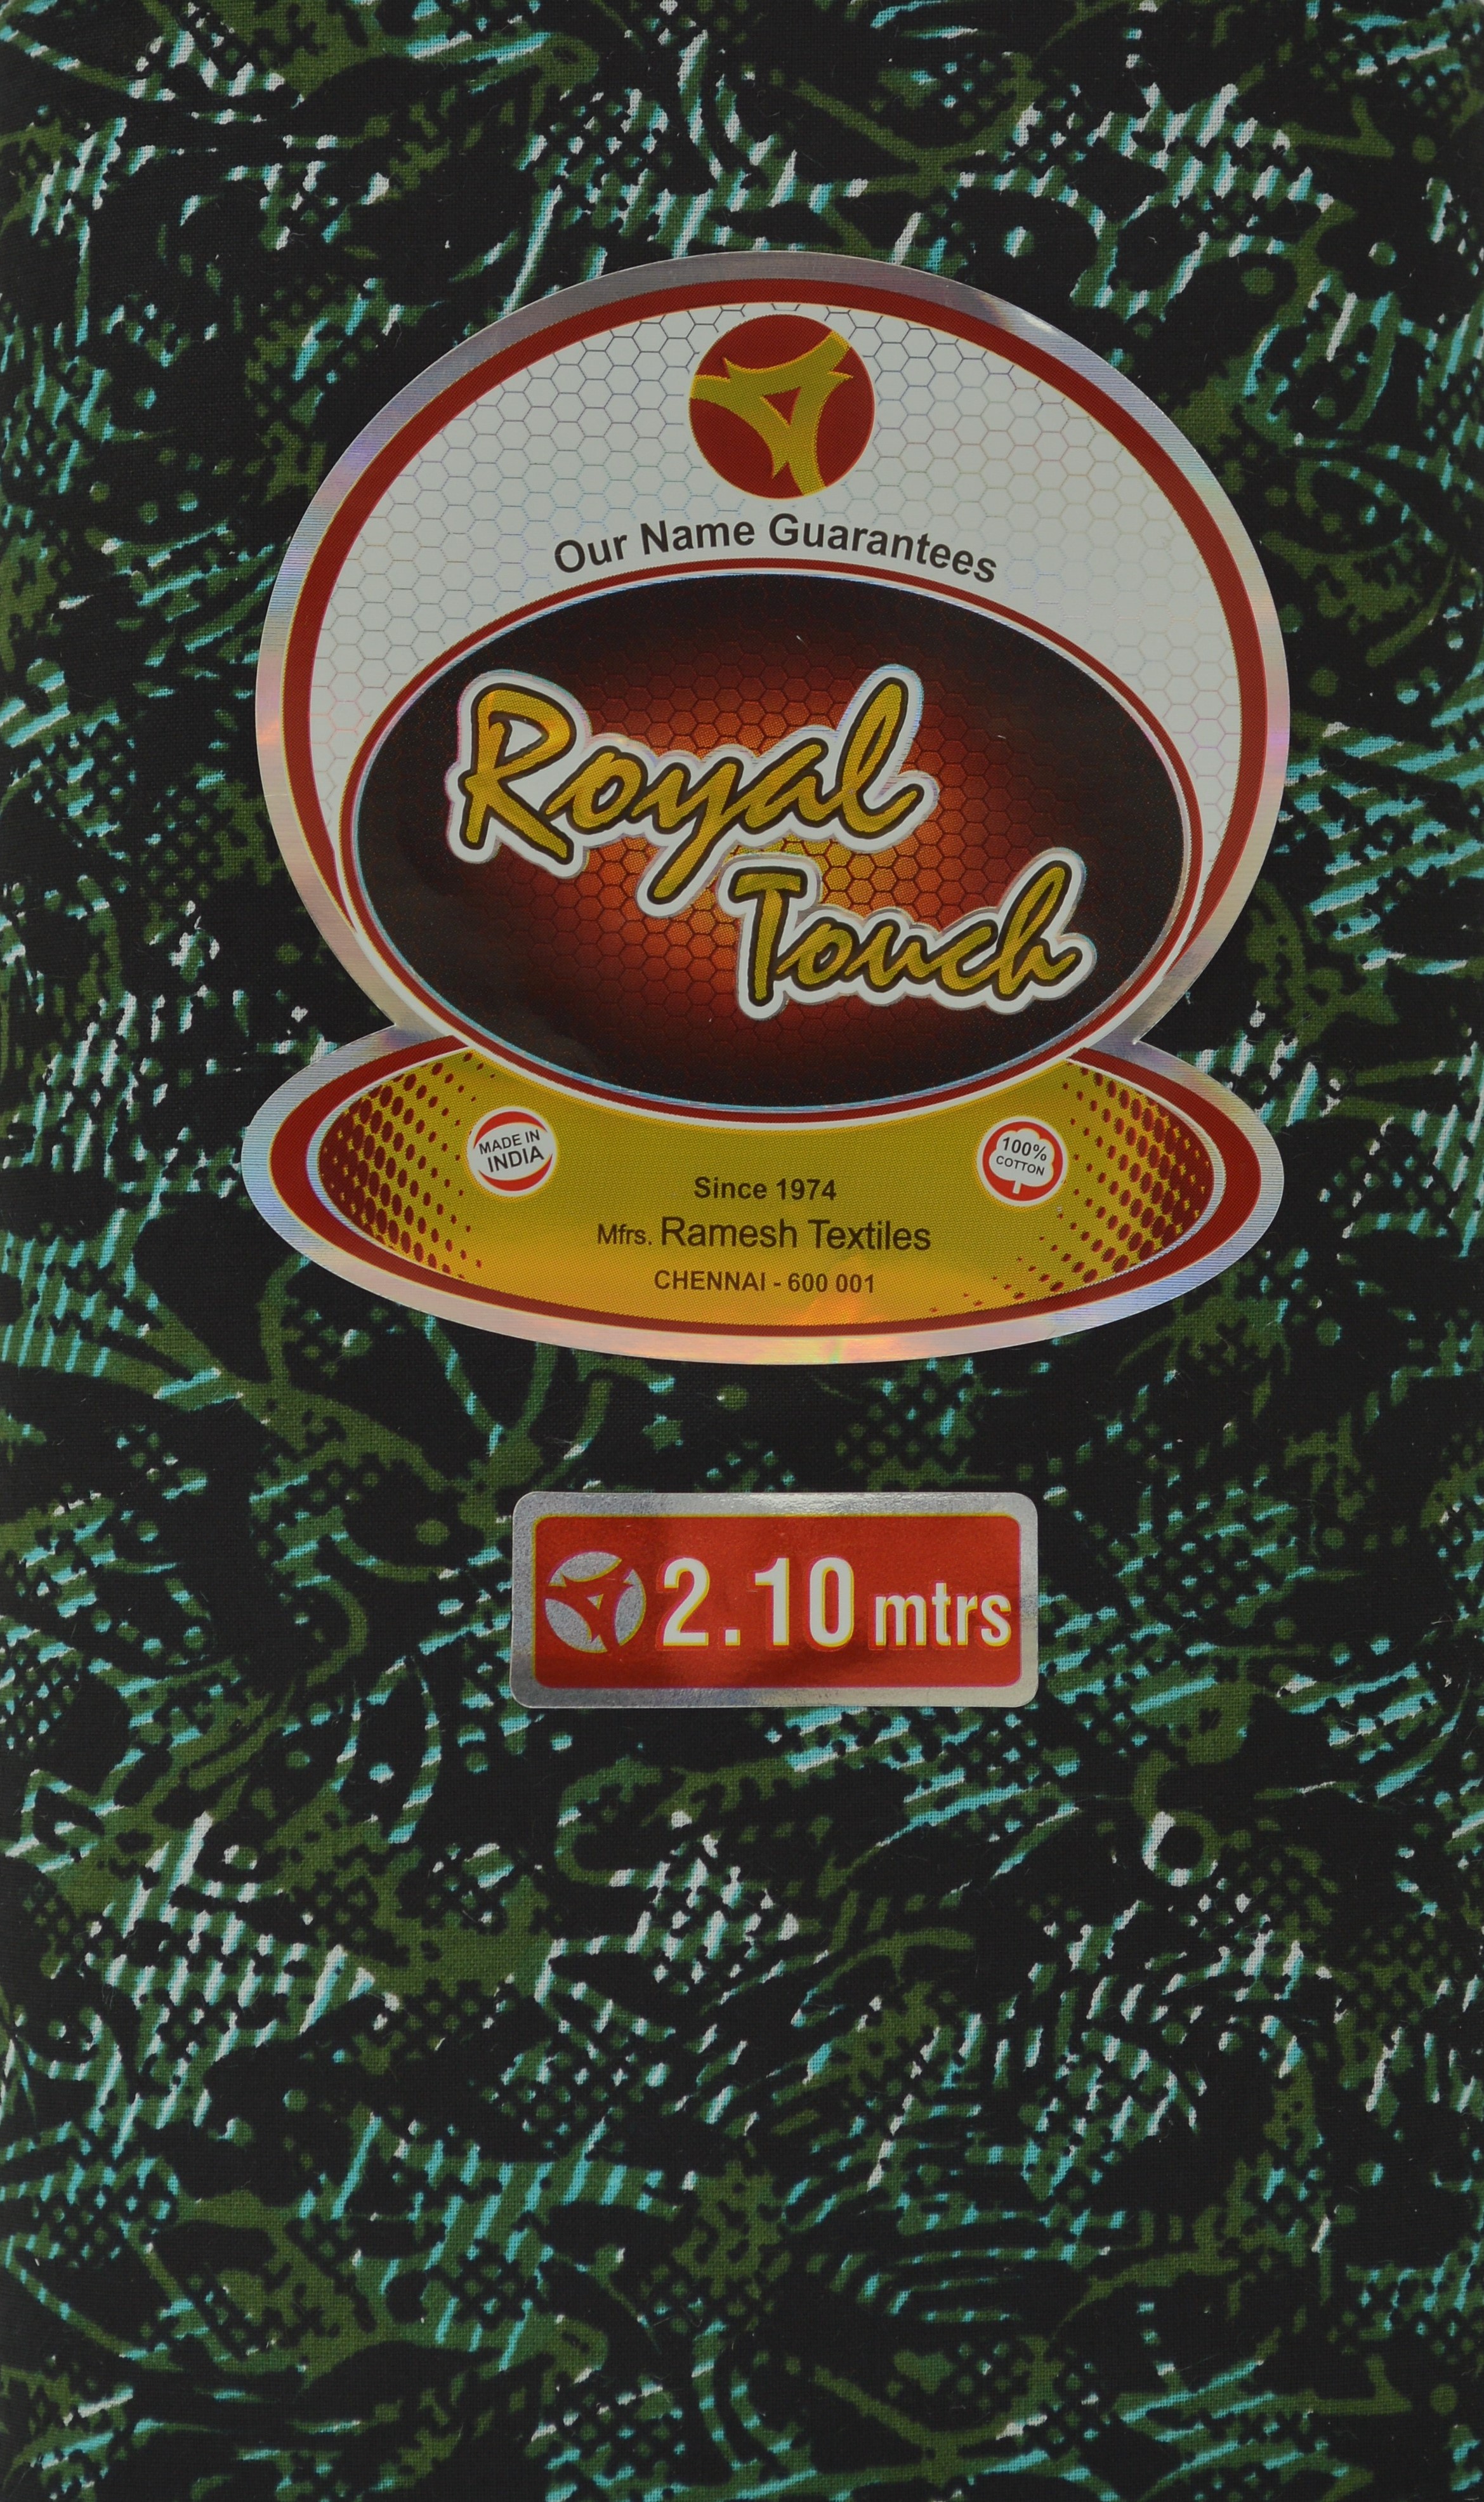 Our Name Guarantees
Royal
Touch
MADE IN
INDIA
100%
COTTON
Since 1974
Mfrs. Ramesh Textiles
CHENNAI - 600 001
2.10 mtrs